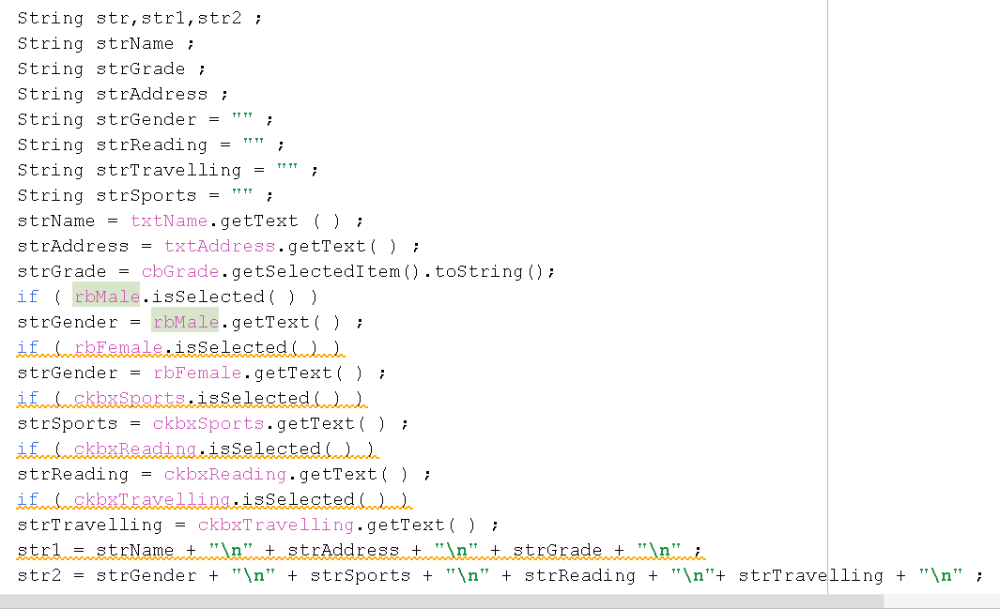 String str,str1,str2 ;
String strName ;
String strGrade ;
String strAddress ;
String strGender = "" ;
String strReading = "" ;
String strTravelling = "" ;
String strSports = "" ;
strName = txtName.getText ( ) ;
strAddress = txtAddress.getText( ) ;
strGrade = cbGrade.getSelectedItem().toString();
if ( rbMale.isSelected( ) )
strGender = rbMale.getText( ) ;
if ( rbFemale.isSelected( ) )
strGender = rbFemale.getText( ) ;
if ( ckbxSports.isSelected( ) )
strSports = ckbxSports.getText( ) ;
if ( ckbxReading.isSelected( ) )
strReading = ckbxReading.getText( ) ;
if ( ckbxTravelling.isSelected( ) )
strTravelling = ckbxTravelling.getText( ) ;
str1 = strName + "\n" + strAddress + "\n" + strGrade + "\n" ;
str2 = strGender + "\n" + strSports + "\n" + strReading + "\n"+ strTravelling + "\n" ;